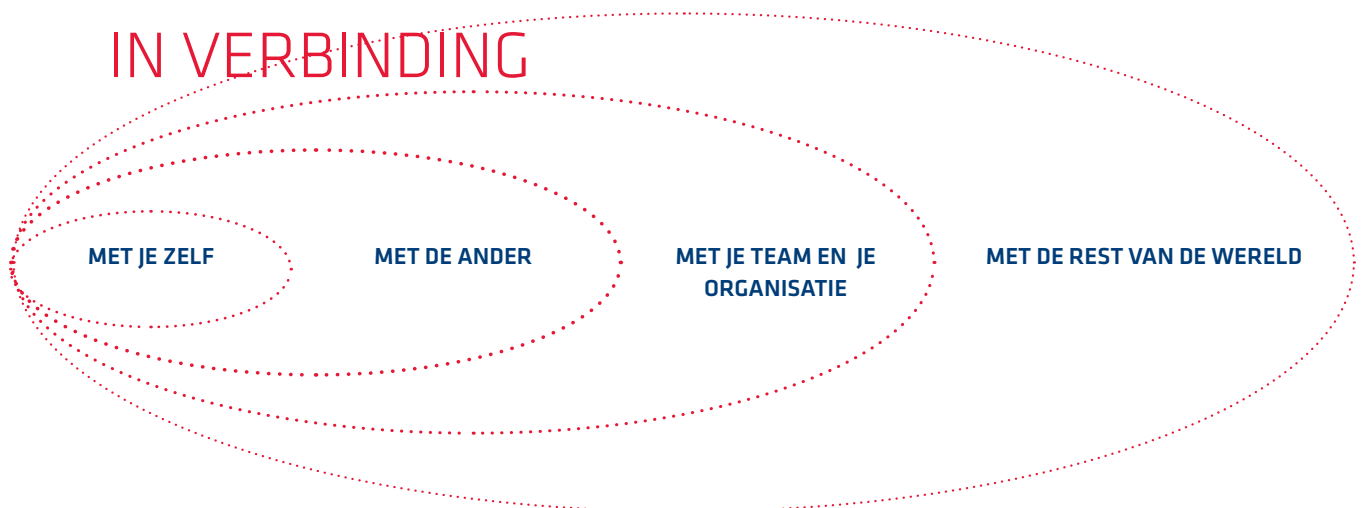 IN VERBINDING
MET JE ZELF
MET DE ANDER
MET JE TEAM EN  JE
ORGANISATIE
MET DE REST VAN DE WERELD